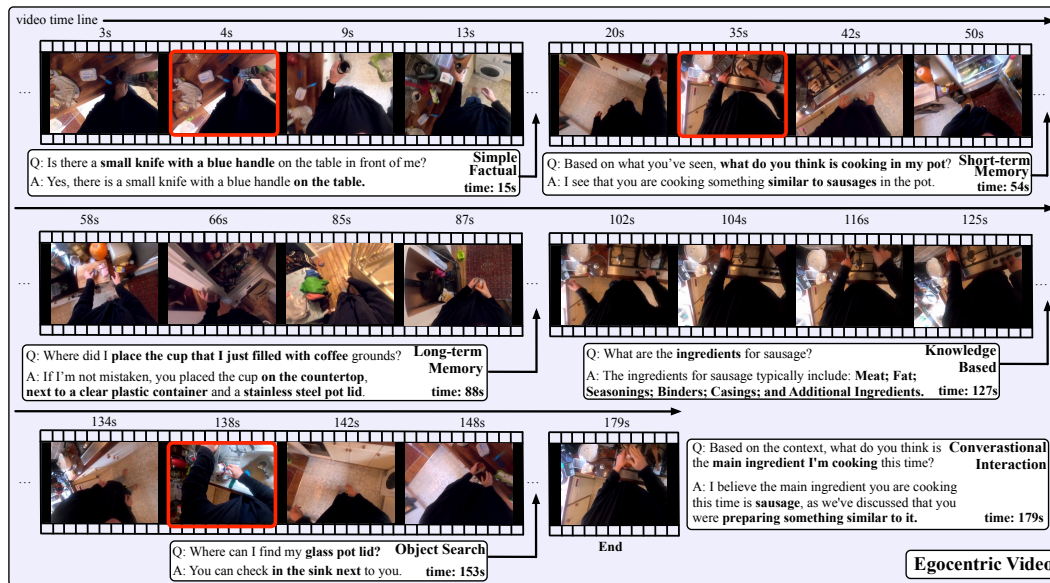 video time line
3s 4s 9s 13s 20s 35s 42s 50s
... ... ...
Q: Is there a small knife with a blue handle on the table in front of me?
A: Yes, there is a small knife with a blue handle on the table.
Simple
Factual
time: 15s
Q: Based on what you've seen, what do you think is cooking in my pot?
A: I see that you are cooking something similar to sausages in the pot.
Short-term
Memory
time: 54s
58s 66s 85s 87s 102s 104s 116s 125s
... ... ...
Q: Where did I place the cup that I just filled with coffee grounds?
A: If I'm not mistaken, you placed the cup on the countertop,
next to a clear plastic container and a stainless steel pot lid.
Long-term
Memory
time: 88s
Q: What are the ingredients for sausage?
A: The ingredients for sausage typically include: Meat; Fat;
Seasonings; Binders; Casings; and Additional Ingredients.
Knowledge
Based
time: 127s
134s 138s 142s 148s 179s
... ...
Q: Where can I find my glass pot lid?
A: You can check in the sink next to you.
Object Search
time: 153s
End
Q: Based on the context, what do you think is
the main ingredient I'm cooking this time?
A: I believe the main ingredient you are cooking
this time is sausage, as we've discussed that you
were preparing something similar to it.
Converastional
Interaction
time: 179s
Egocentric Video